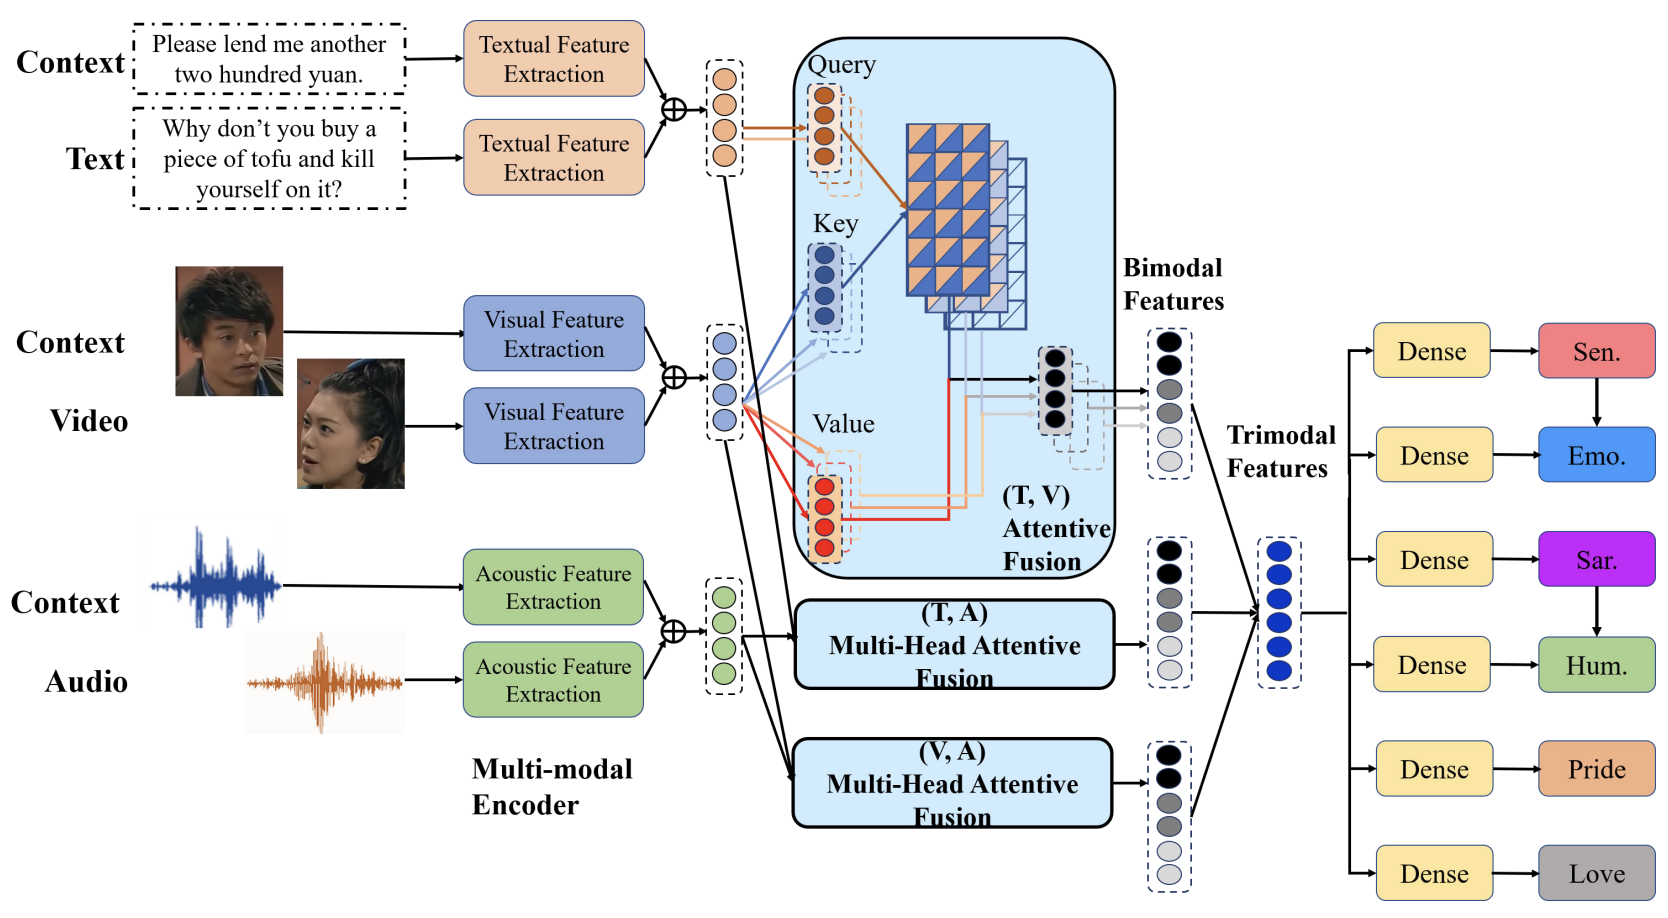 Context
Please lend me another
two hundred yuan.
Textual Feature
Extraction
Text
Why don't you buy a
piece of tofu and kill
yourself on it?
Textual Feature
Extraction
Context
Video
Visual Feature
Extraction
Visual Feature
Extraction
Context
Audio
Acoustic Feature
Extraction
Acoustic Feature
Extraction
Multi-modal
Encoder
Query
Key
Value
(T, V)
Attentive
Fusion
(T, A)
Multi-Head Attentive
Fusion
(V, A)
Multi-Head Attentive
Fusion
Bimodal
Features
Trimodal
Features
Dense
Sen.
Dense
Emo.
Dense
Sar.
Dense
Hum.
Dense
Pride
Dense
Love